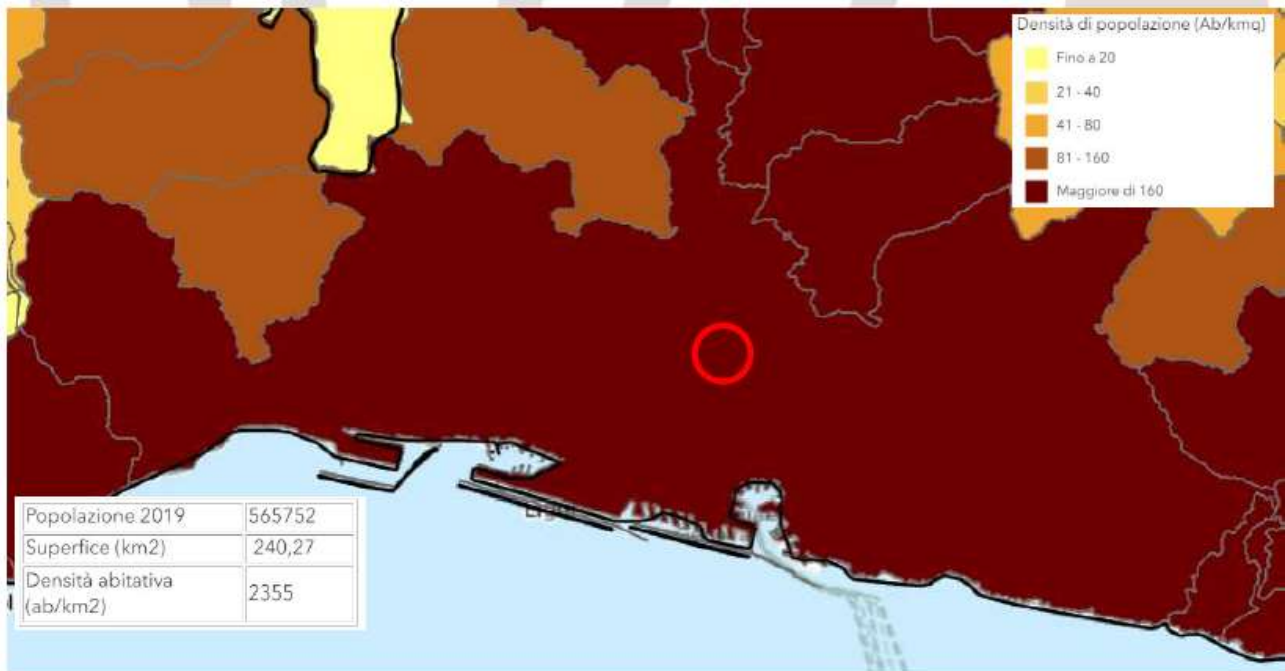 Densità di popolazione (Ab/kmq)
Fino a 20
21 - 40
41 - 80
81 - 160
Maggiore di 160
Popolazione 2019 565752
Superfice (km2) 240,27
Densità abitativa
(ab/km2)
2355